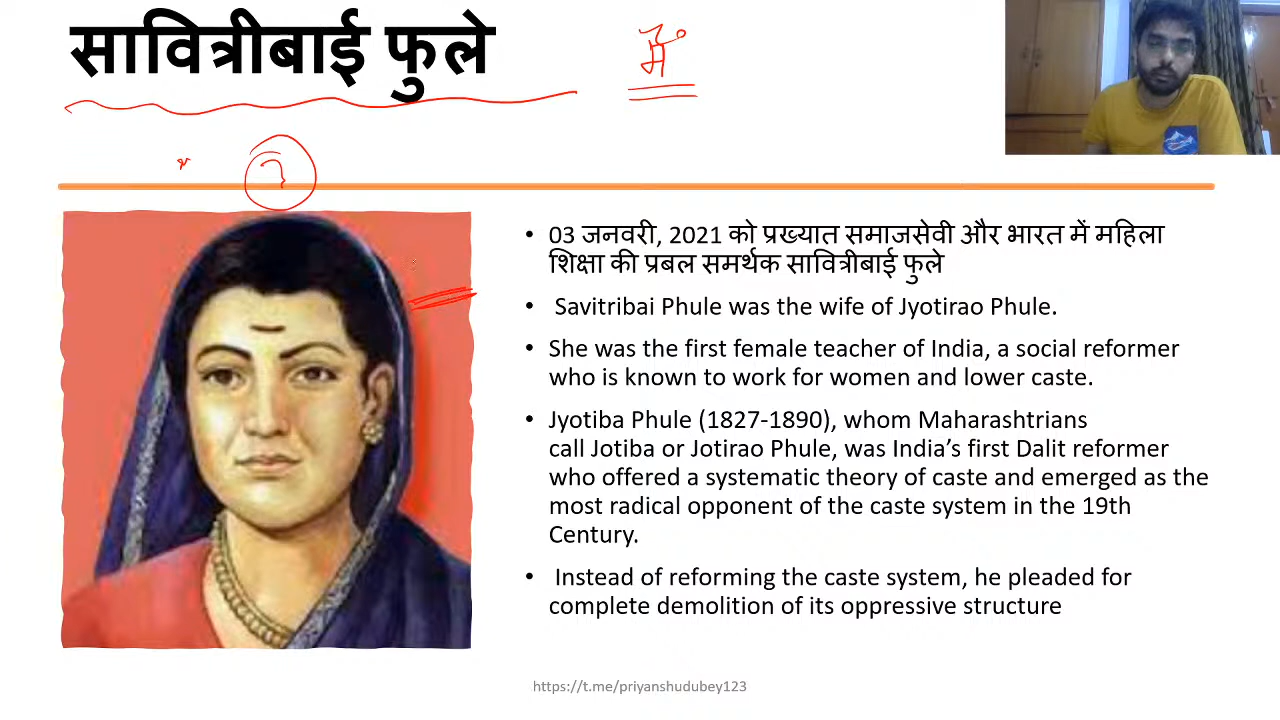 सावित्रीबाई फुले
03 जनवरी, 2021 को प्रख्यात समाजसेवी और भारत में महिला
शिक्षा की प्रबल समर्थक सावित्रीबाई फुले
Savitribai Phule was the wife of Jyotirao Phule.
She was the first female teacher of India, a social reformer
who is known to work for women and lower caste.
Jyotiba Phule (1827-1890), whom Maharashtrians
call Jotiba or Jotirao Phule, was India’s first Dalit reformer
who offered a systematic theory of caste and emerged as the
most radical opponent of the caste system in the 19th
Century.
Instead of reforming the caste system, he pleaded for
complete demolition of its oppressive structure
https://t.me/priyanshudubey123